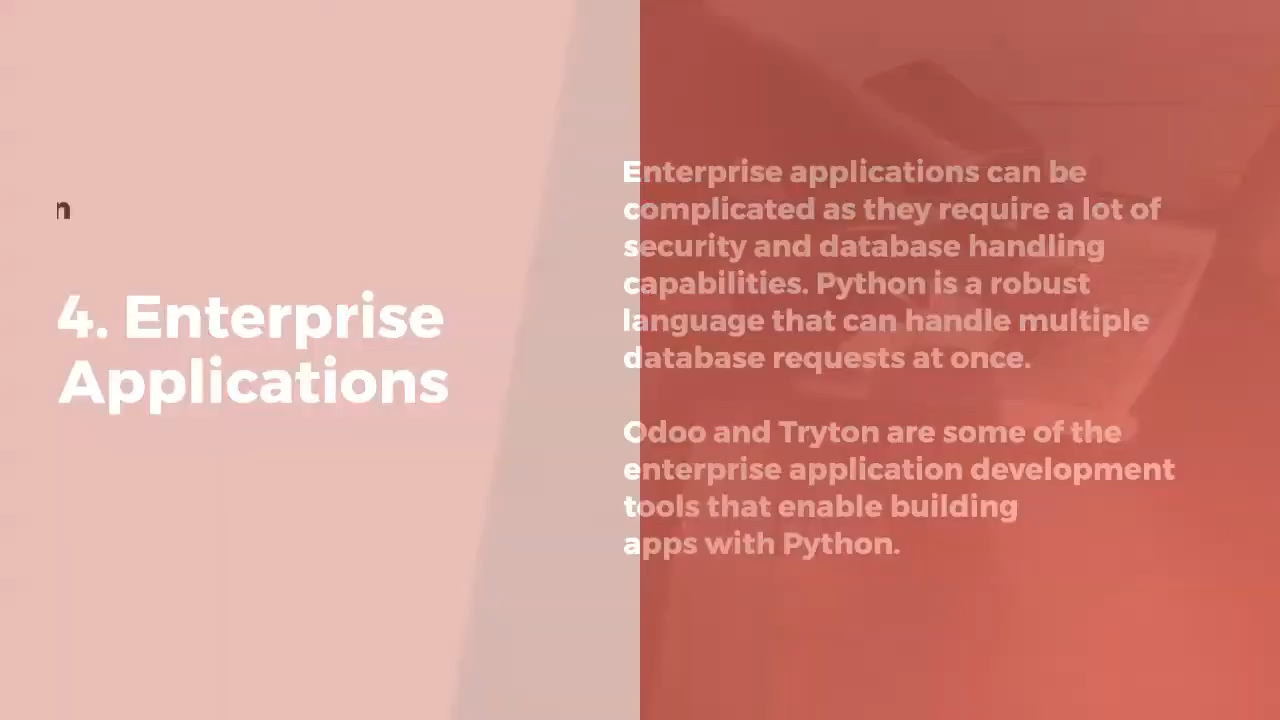 n
4. Enterprise
Applications
Enterprise applications can be
complicated as they require a lot of
security and database handling
capabilities. Python is a robust
language that can handle multiple
database requests at once.
Odoo and Tryton are some of the
enterprise application development
tools that enable building
apps with Python.